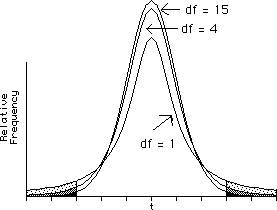 df = 15
df = 4
df = 1
Relative
Frequency
t